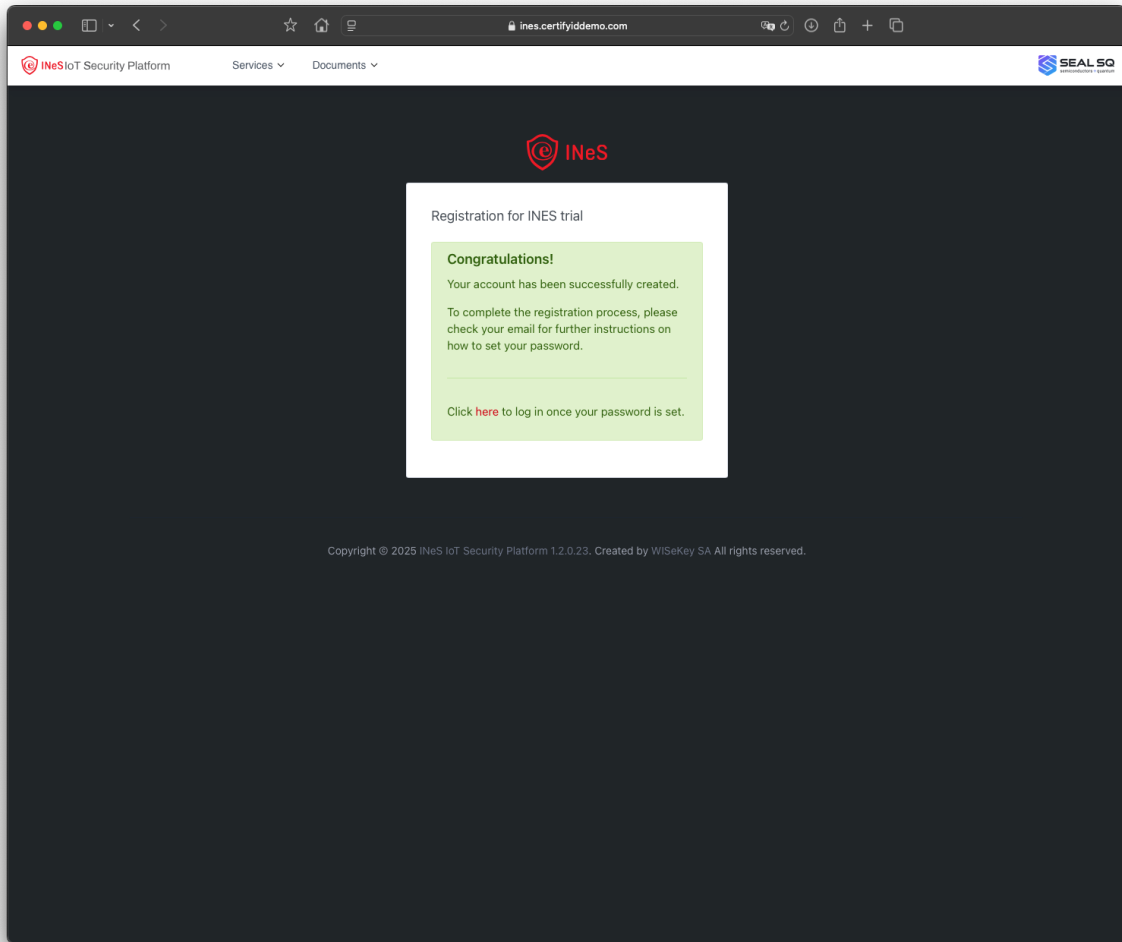 ines.certifyiddemo.com
INeS IoT Security Platform
Services
Documents
SEAL SQ
semiconductors + quantum
INeS
Registration for INES trial
Congratulations!
Your account has been successfully created.
To complete the registration process, please
check your email for further instructions on
how to set your password.
Click here to log in once your password is set.
Copyright © 2025 INeS IoT Security Platform 1.2.0.23. Created by WISeKey SA All rights reserved.